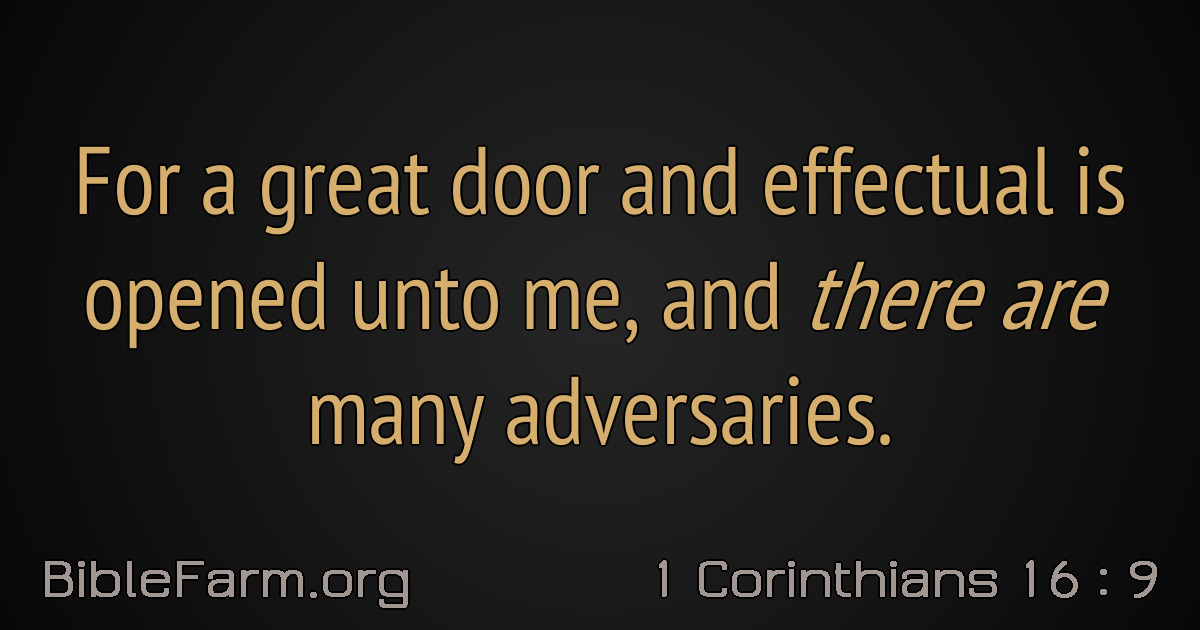 For a great door and effectual is
opened unto me, and there are
many adversaries.
BibleFarm.org
1 Corinthians 16 : 9